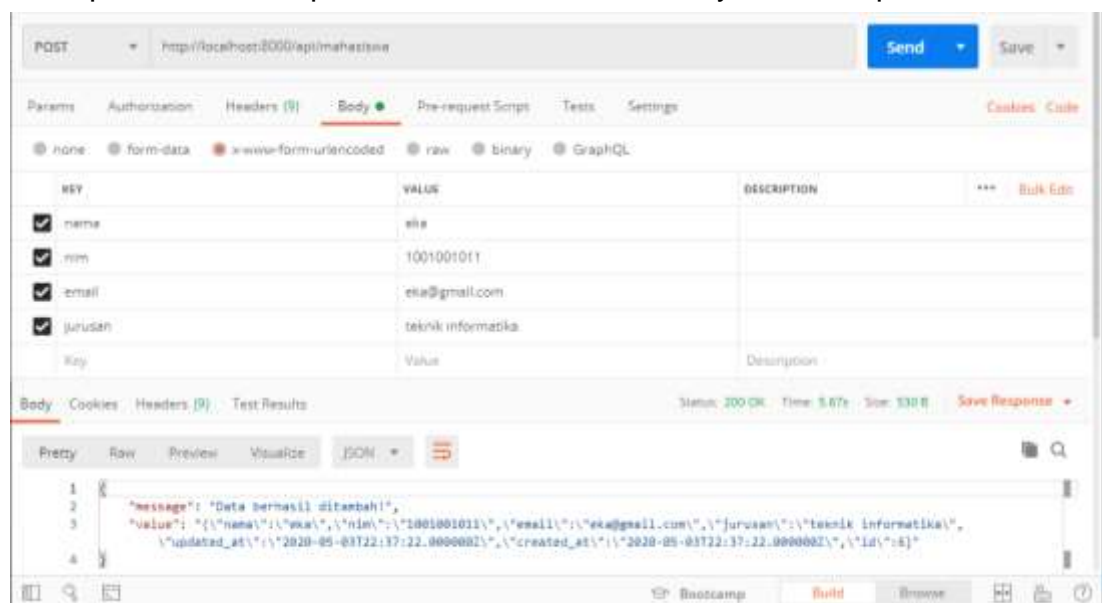 POST http://localhost:8000/api/mahasiswa Send Save
Params Authorization Headers (9) Body Pre-request Script Tests Settings Cookies Code
none form-data x-www-form-urlencoded raw binary GraphQL
KEY VALUE DESCRIPTION ••• Bulk Edit
nama eka
nim 1001001011
email eka@gmail.com
jurusan teknik informatika
Key Value Description
Body Cookies Headers (9) Test Results Status: 200 OK Time: 5.67s Size: 530 B Save Response
Pretty Raw Preview Visualize JSON
1 {
2 "message": "Data berhasil ditambah!",
3 "value": "{\"nama\":\"eka\",\"nim\":\"1001001011\",\"email\":\"eka@gmail.com\",\"jurusan\":\"teknik informatika\",
\"updated_at\":\"2020-05-03T22:37:22.000000Z\",\"created_at\":\"2020-05-03T22:37:22.000000Z\",\"id\":6}"
4 }
Bootcamp Build Browse